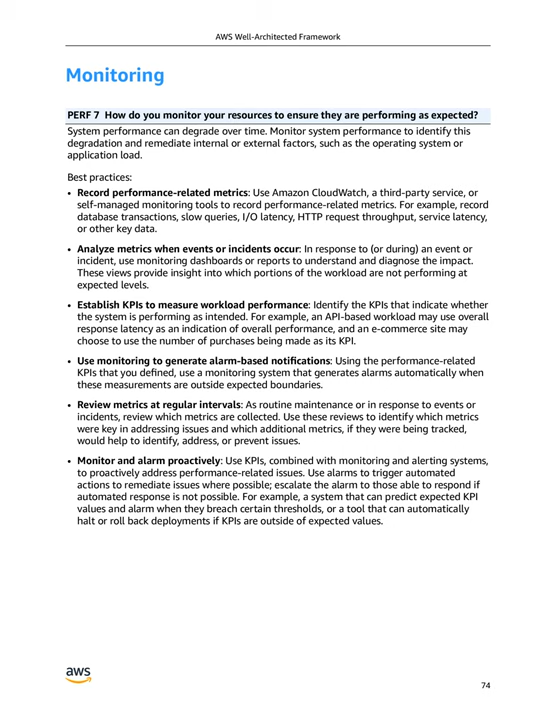 AWS Well-Architected Framework
Monitoring
PERF 7 How do you monitor your resources to ensure they are performing as expected?
System performance can degrade over time. Monitor system performance to identify this
degradation and remediate internal or external factors, such as the operating system or
application load.
Best practices:
• Record performance-related metrics: Use Amazon CloudWatch, a third-party service, or
self-managed monitoring tools to record performance-related metrics. For example, record
database transactions, slow queries, I/O latency, HTTP request throughput, service latency,
or other key data.
• Analyze metrics when events or incidents occur: In response to (or during) an event or
incident, use monitoring dashboards or reports to understand and diagnose the impact.
These views provide insight into which portions of the workload are not performing at
expected levels.
• Establish KPIs to measure workload performance: Identify the KPIs that indicate whether
the system is performing as intended. For example, an API-based workload may use overall
response latency as an indication of overall performance, and an e-commerce site may
choose to use the number of purchases being made as its KPI.
• Use monitoring to generate alarm-based notifications: Using the performance-related
KPIs that you defined, use a monitoring system that generates alarms automatically when
these measurements are outside expected boundaries.
• Review metrics at regular intervals: As routine maintenance or in response to events or
incidents, review which metrics are collected. Use these reviews to identify which metrics
were key in addressing issues and which additional metrics, if they were being tracked,
would help to identify, address, or prevent issues.
• Monitor and alarm proactively: Use KPIs, combined with monitoring and alerting systems,
to proactively address performance-related issues. Use alarms to trigger automated
actions to remediate issues where possible; escalate the alarm to those able to respond if
automated response is not possible. For example, a system that can predict expected KPI
values and alarm when they breach certain thresholds, or a tool that can automatically
halt or roll back deployments if KPIs are outside of expected values.
aws
74